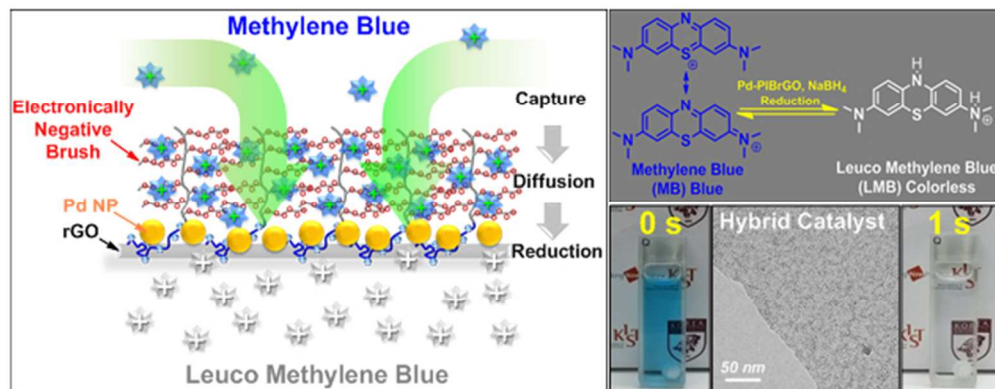 Methylene Blue
Electronically
Negative
Brush
Pd NP
rGO
Capture
Diffusion
Reduction
Leuco Methylene Blue
N
N
S
⊕
N
N
S
N
⊕
Methylene Blue
(MB) Blue
Pd-PIBrGO, NaBH₄
Reduction
H
N
N
S
H
N
⊕
Leuco Methylene Blue
(LMB) Colorless
0 s
Hybrid Catalyst
1 s
50 nm